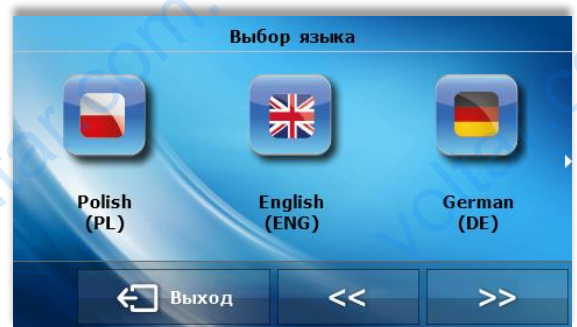 Выбор языка
Polish
(PL)
English
(ENG)
German
(DE)
Выход
<<
>>